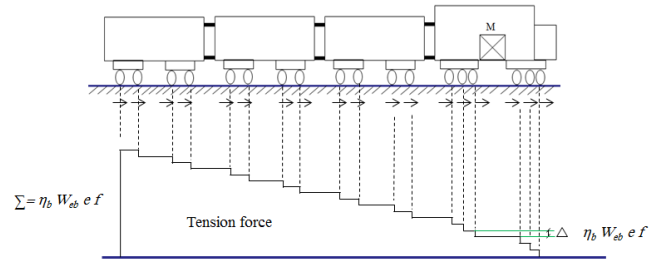 M
∑= η_b W_eb e f
Tension force
△ η_b W_eb e f